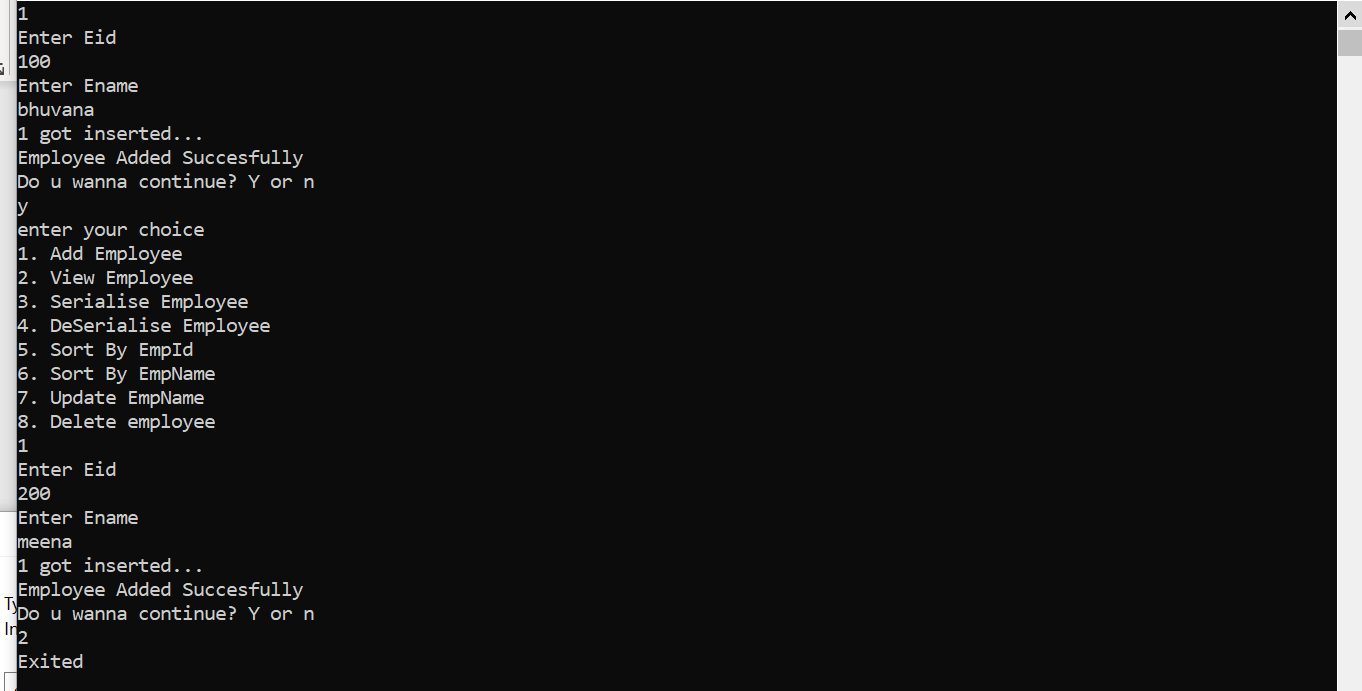 1
Enter Eid
100
Enter Ename
bhuvana
1 got inserted...
Employee Added Succesfully
Do u wanna continue? Y or n
y
enter your choice
1. Add Employee
2. View Employee
3. Serialise Employee
4. DeSerialise Employee
5. Sort By EmpId
6. Sort By EmpName
7. Update EmpName
8. Delete employee
1
Enter Eid
200
Enter Ename
meena
1 got inserted...
Employee Added Succesfully
Do u wanna continue? Y or n
2
Exited